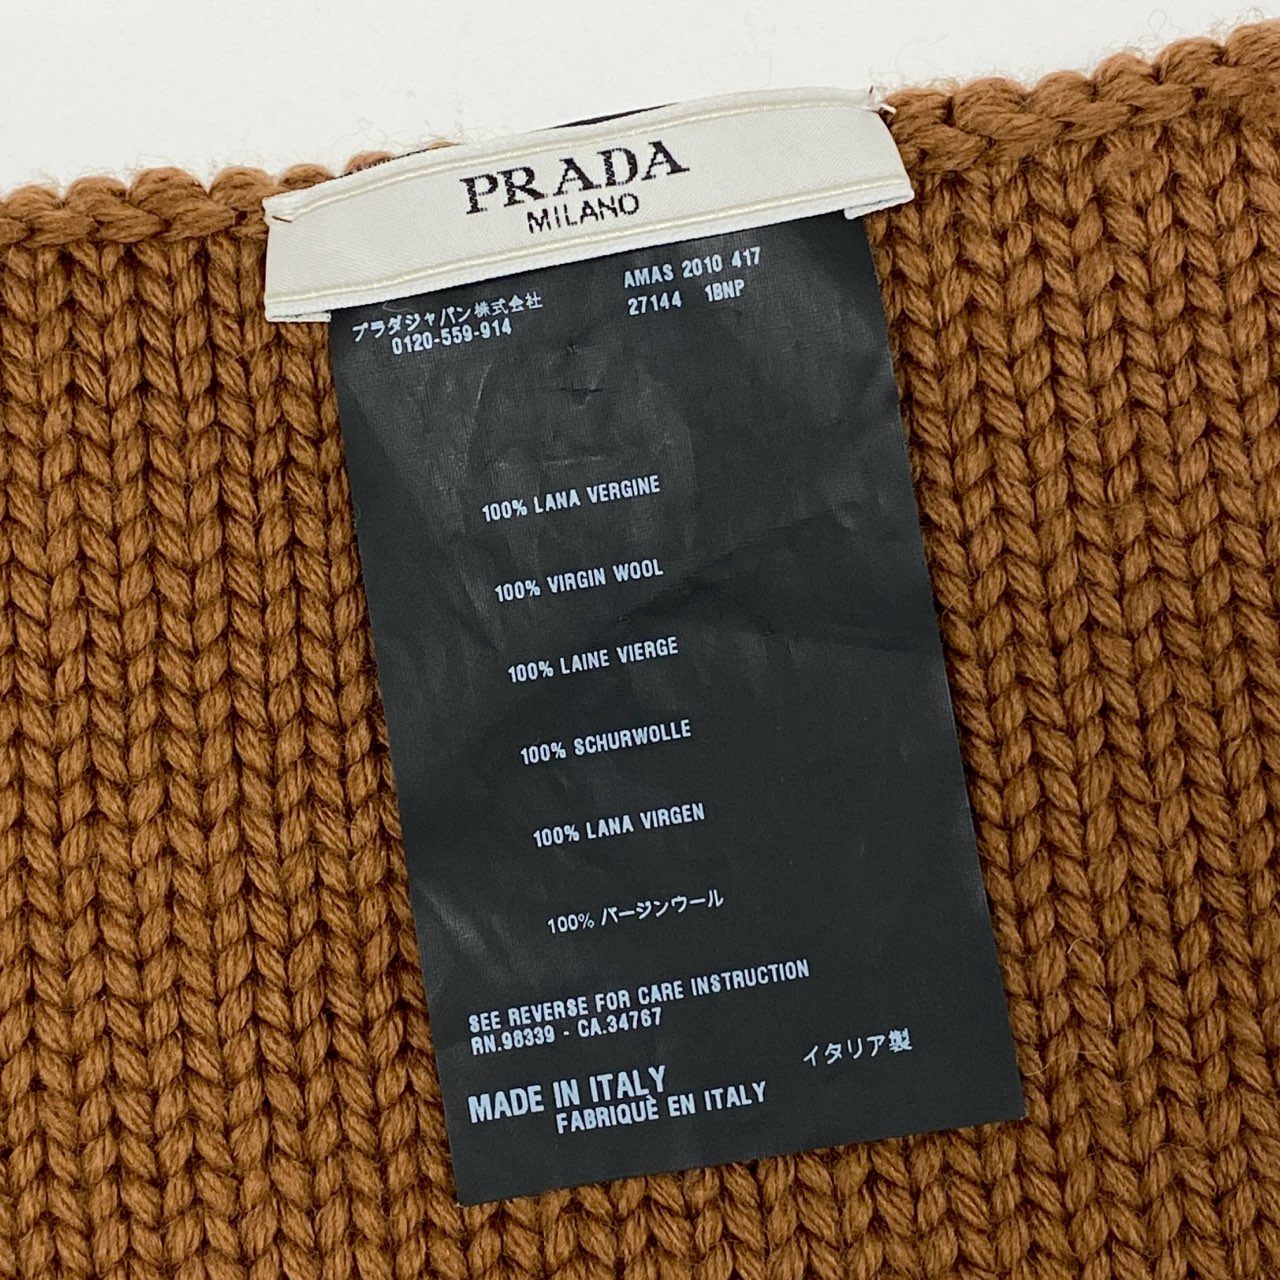 PRADA
MILANO
プラダジャパン株式会社
0120-559-914
AMAS 2010 417
27144 1BNP
100% LANA VERGINE
100% VIRGIN WOOL
100% LAINE VIERGE
100% SCHURWOLLE
100% LANA VIRGEN
100% バージンウール
SEE REVERSE FOR CARE INSTRUCTION
RN.98339 - CA.34767
イタリア製
MADE IN ITALY
FABRIQUÈ EN ITALY